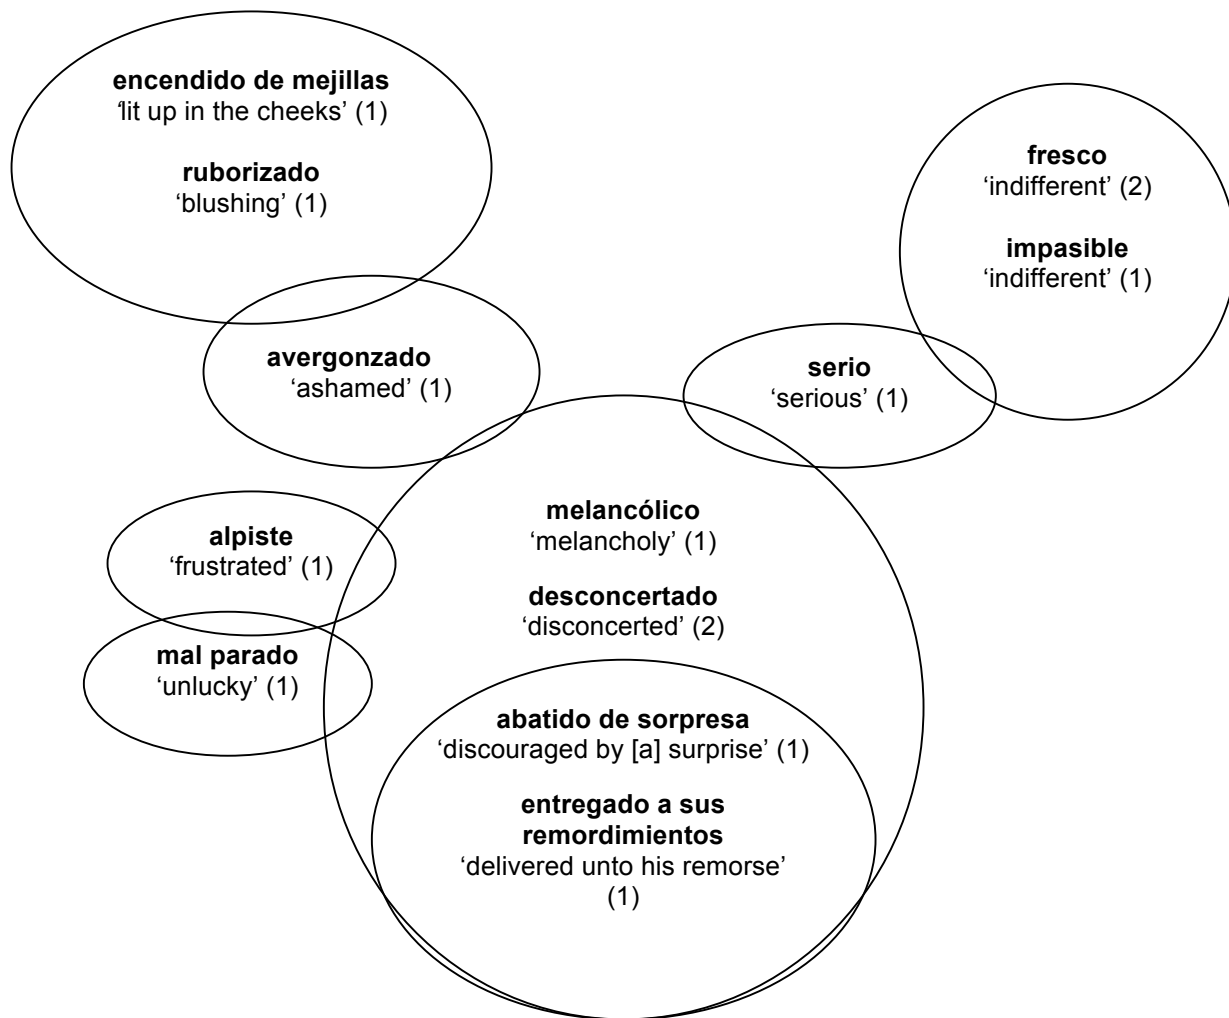 encendido de mejillas
‘lit up in the cheeks’ (1)
ruborizado
‘blushing’ (1)
fresco
‘indifferent’ (2)
impasible
‘indifferent’ (1)
avergonzado
‘ashamed’ (1)
serio
‘serious’ (1)
alpiste
‘frustrated’ (1)
mal parado
‘unlucky’ (1)
melancólico
‘melancholy’ (1)
desconcertado
‘disconcerted’ (2)
abatido de sorpresa
‘discouraged by [a] surprise’ (1)
entregado a sus
remordimientos
‘delivered unto his remorse’
(1)